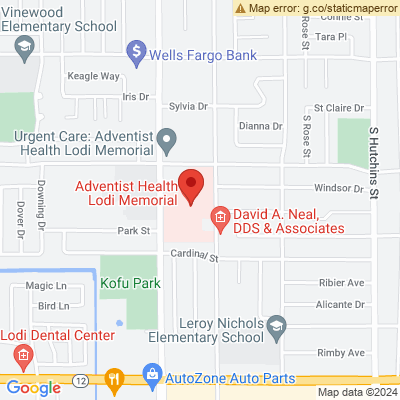 Map error: g.co/staticmaperror
Vinewood
Elementary School
Connie St
Tara Pl
Wells Fargo Bank
S Rose St
Keagle Way
Iris Dr
Sylvia Dr
St Claire Dr
Dianna Dr
S Rose St
S Hutchins St
Urgent Care: Adventist
Health Lodi Memorial
Adventist Health
Lodi Memorial
Windsor Dr
Downing Dr
Dover Dr
David A. Neal,
DDS & Associates
Park St
Cardinal St
Kofu Park
Magic Ln
Bird Ln
Ribier Ave
Alicante Dr
Leroy Nichols
Elementary School
Lodi Dental Center
Rimby Ave
12
AutoZone Auto Parts
Google
Map data ©2024